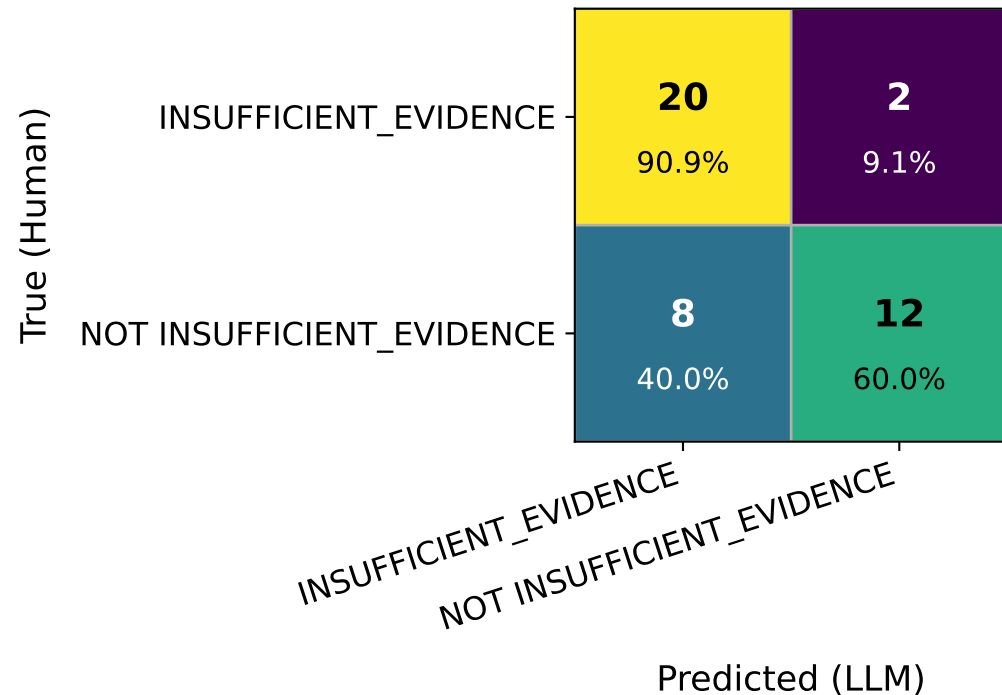 True (Human)
INSUFFICIENT_EVIDENCE
20
2
90.9%
9.1%
NOT INSUFFICIENT_EVIDENCE
8
12
40.0%
60.0%
INSUFFICIENT_EVIDENCE
NOT INSUFFICIENT_EVIDENCE
Predicted (LLM)